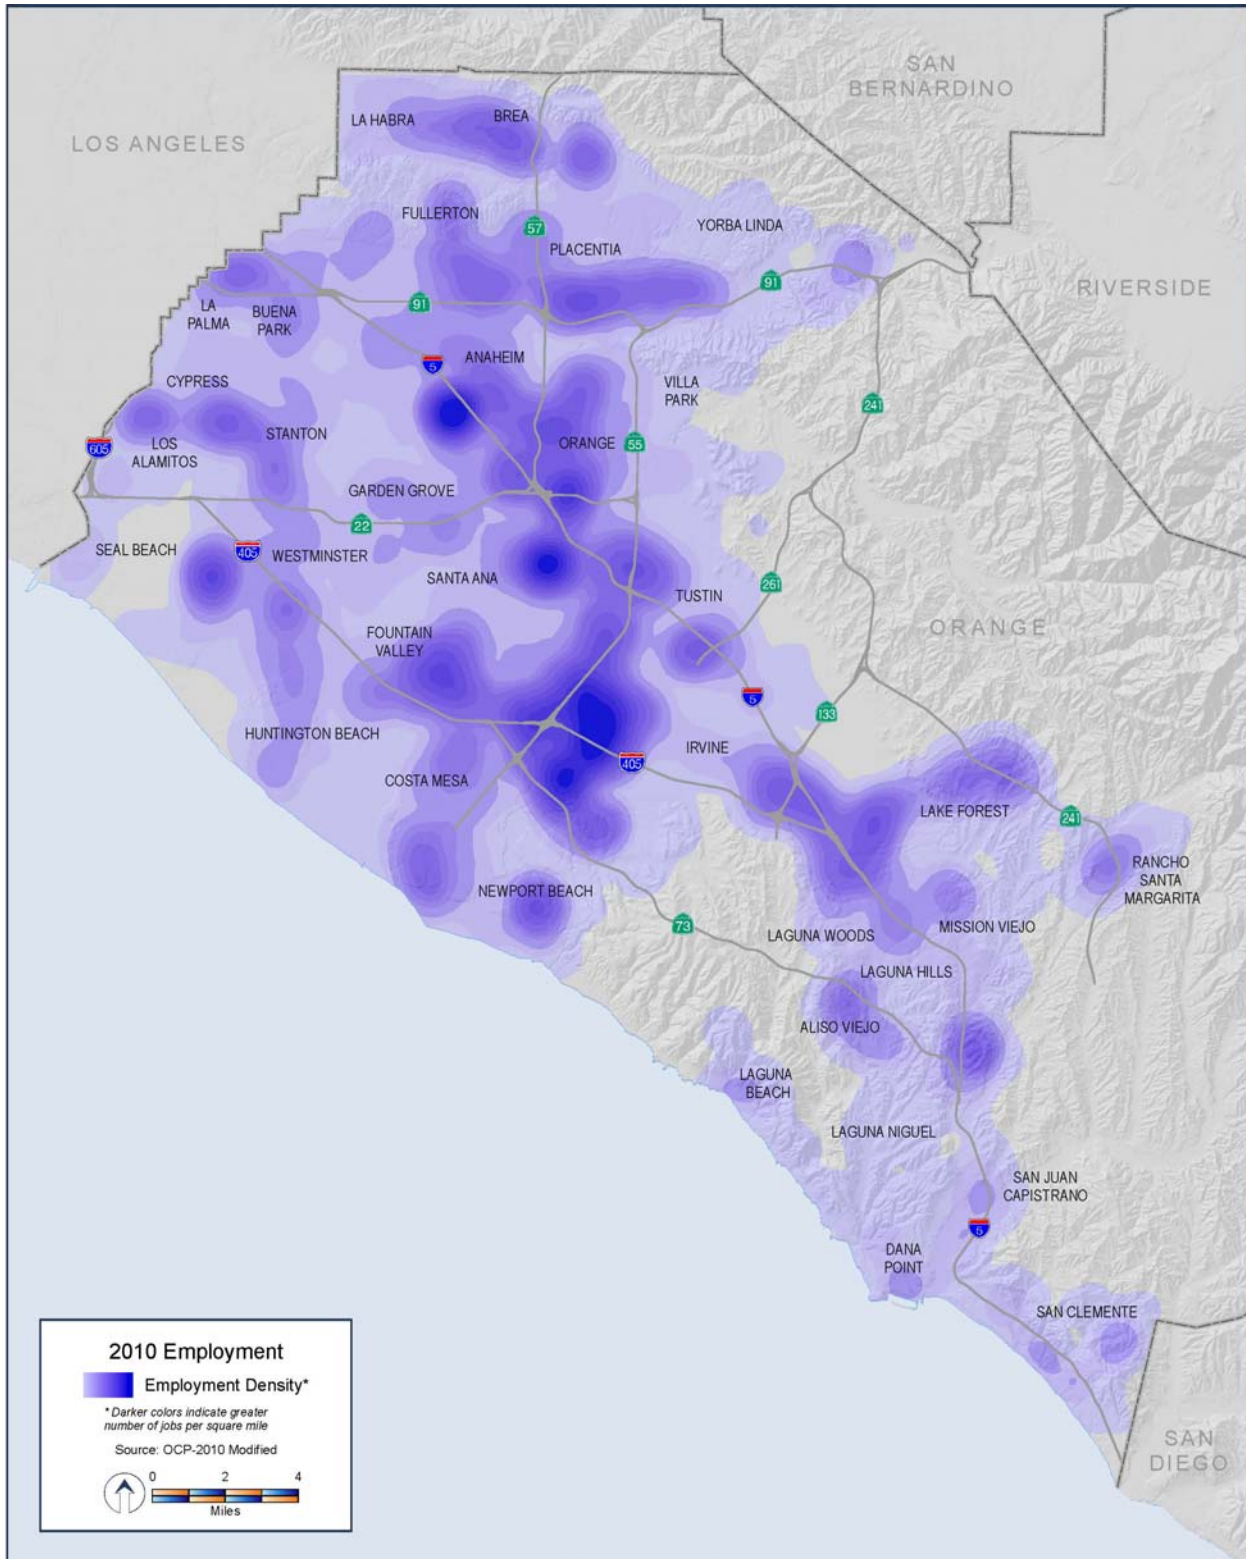 SAN
BERNARDINO
LOS ANGELES
LA HABRA
BREA
FULLERTON
57
PLACENTIA
YORBA LINDA
91
RIVERSIDE
LA
PALMA
BUENA
PARK
91
5
ANAHEIM
VILLA
PARK
241
CYPRESS
STANTON
ORANGE
55
605
LOS
ALAMITOS
GARDEN GROVE
22
SEAL BEACH
405
WESTMINSTER
SANTA ANA
TUSTIN
261
ORANGE
FOUNTAIN
VALLEY
5
133
HUNTINGTON BEACH
IRVINE
405
COSTA MESA
LAKE FOREST
241
RANCHO
SANTA
MARGARITA
NEWPORT BEACH
73
LAGUNA WOODS
MISSION VIEJO
LAGUNA HILLS
ALISO VIEJO
LAGUNA
BEACH
LAGUNA NIGUEL
SAN JUAN
CAPISTRANO
5
DANA
POINT
SAN CLEMENTE
SAN
DIEGO
2010 Employment
Employment Density*
* Darker colors indicate greater
number of jobs per square mile
Source: OCP-2010 Modified
0 2 4
Miles